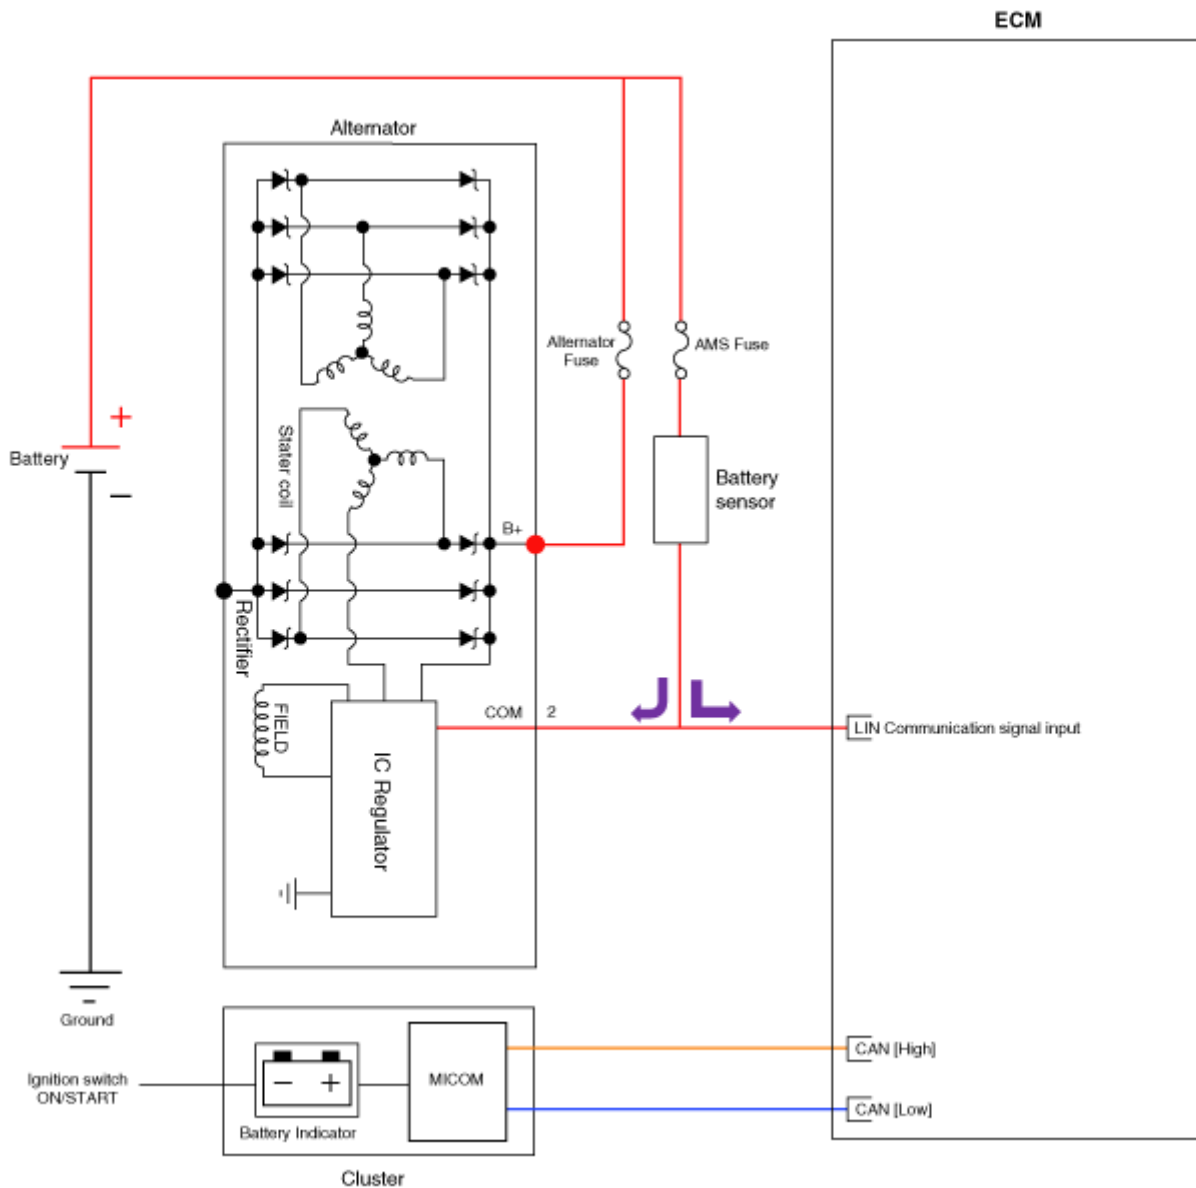 ECM
Alternator
Alternator
Fuse
AMS Fuse
+
Battery
−
Stater coil
Battery
sensor
B+
Rectifier
FIELD
COM
2
LIN Communication signal input
IC Regulator
Ground
CAN [High]
Ignition switch
ON/START
− +
MICOM
CAN [Low]
Battery Indicator
Cluster